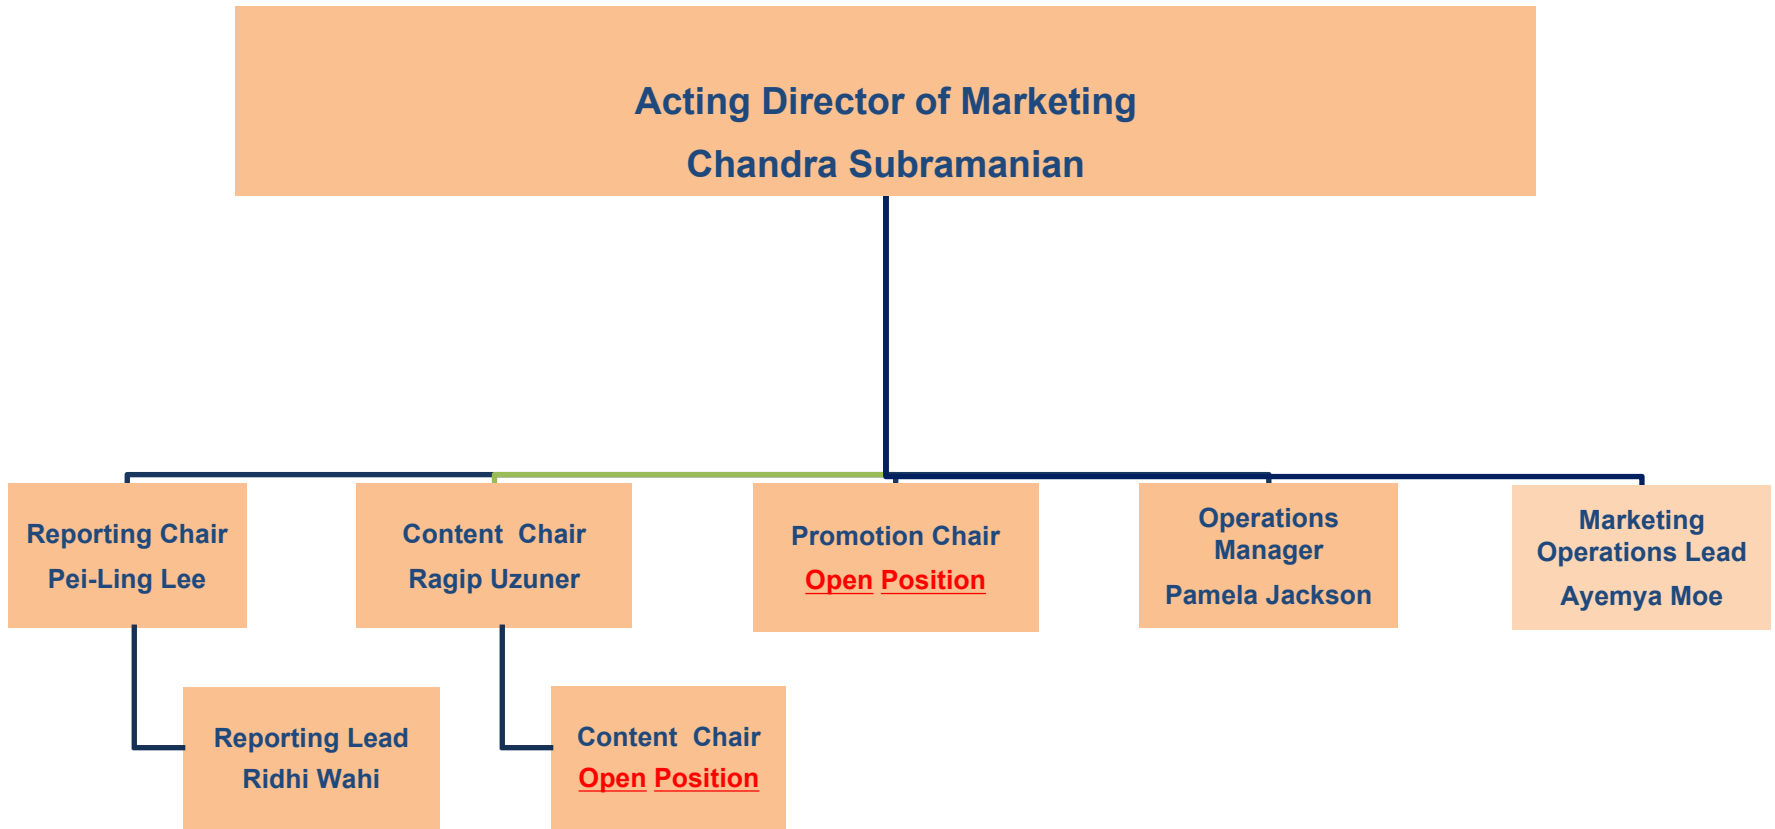 Acting Director of Marketing
Chandra Subramanian
Reporting Chair
Pei-Ling Lee
Content Chair
Ragip Uzuner
Promotion Chair
Open Position
Operations
Manager
Pamela Jackson
Marketing
Operations Lead
Ayemya Moe
Reporting Lead
Ridhi Wahi
Content Chair
Open Position